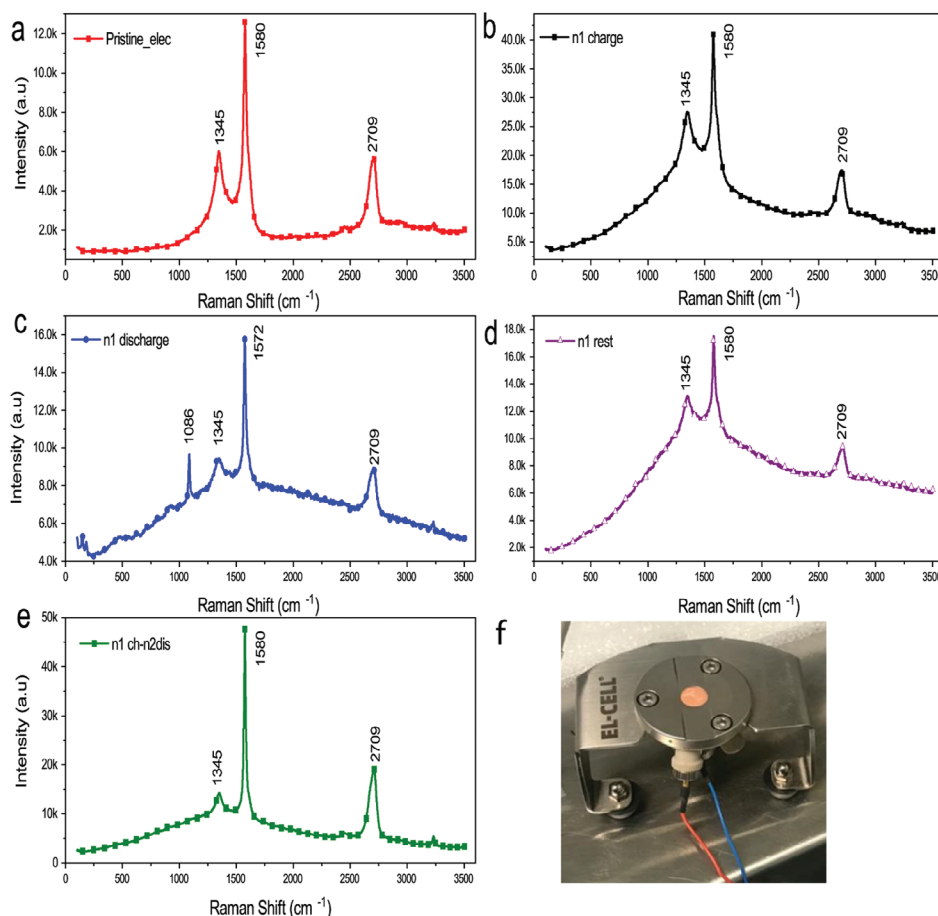 a
Pristine_elec
12.0k
10.0k
8.0k
6.0k
4.0k
2.0k
1345
1580
2709
0 500 1000 1500 2000 2500 3000 3500
Intensity (a.u)
Raman Shift (cm -1)
b
n1 charge
40.0k
35.0k
30.0k
25.0k
20.0k
15.0k
10.0k
5.0k
1345
1580
2709
0 500 1000 1500 2000 2500 3000 3500
Intensity (a.u)
Raman Shift (cm -1)
c
n1 discharge
16.0k
14.0k
12.0k
10.0k
8.0k
6.0k
4.0k
1086
1345
1572
2709
0 500 1000 1500 2000 2500 3000 3500
Intensity (a.u)
Raman Shift (cm -1)
d
n1 rest
18.0k
16.0k
14.0k
12.0k
10.0k
8.0k
6.0k
4.0k
2.0k
1345
1580
2709
0 500 1000 1500 2000 2500 3000 3500
Intensity (a.u)
Raman Shift (cm -1)
e
n1 ch-n2dis
50k
40k
30k
20k
10k
0
1345
1580
2709
0 500 1000 1500 2000 2500 3000 3500
Intensity (a.u)
Raman Shift (cm -1)
f
EL-CELL®